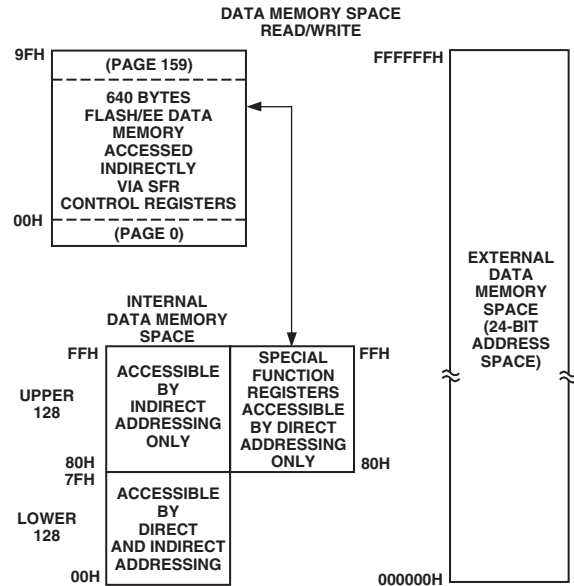 DATA MEMORY SPACE
READ/WRITE
9FH
(PAGE 159)
640 BYTES
FLASH/EE DATA
MEMORY
ACCESSED
INDIRECTLY
VIA SFR
CONTROL REGISTERS
00H
(PAGE 0)
INTERNAL
DATA MEMORY
SPACE
FFH
ACCESSIBLE
BY
INDIRECT
ADDRESSING
ONLY
UPPER
128
80H
SPECIAL
FUNCTION
REGISTERS
ACCESSIBLE
BY DIRECT
ADDRESSING
ONLY
FFH
80H
7FH
ACCESSIBLE
BY
DIRECT
AND INDIRECT
ADDRESSING
LOWER
128
00H
FFFFFFH
EXTERNAL
DATA
MEMORY
SPACE
(24-BIT
ADDRESS
SPACE)
000000H